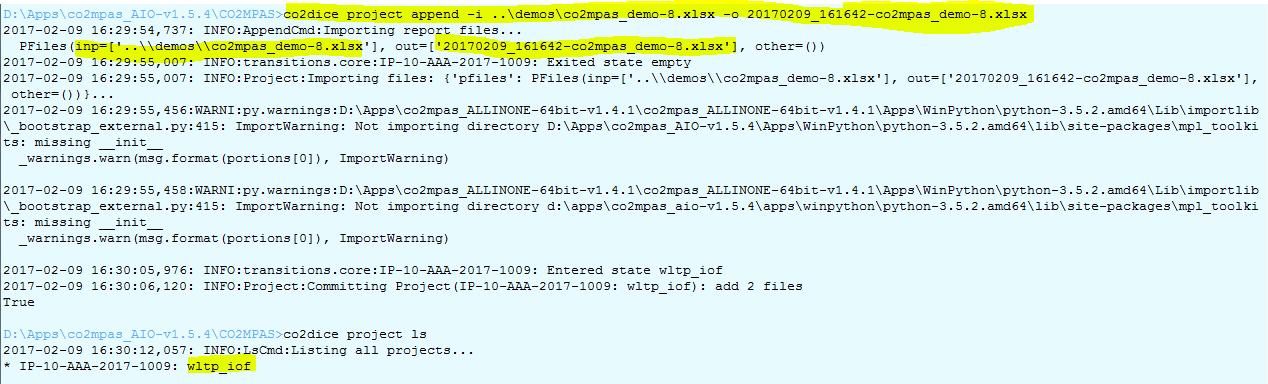 D:\Apps\co2mpas_AIO-v1.5.4\CO2MPAS>co2dice project append -i ..\demos\co2mpas_demo-8.xlsx -o 20170209_161642-co2mpas_demo-8.xlsx
2017-02-09 16:29:54,737: INFO:AppendCmd:Importing report files...
  PFiles(inp=['..\\demos\\co2mpas_demo-8.xlsx'], out=['20170209_161642-co2mpas_demo-8.xlsx'], other=())
2017-02-09 16:29:55,007: INFO:transitions.core:IP-10-AAA-2017-1009: Exited state empty
2017-02-09 16:29:55,007: INFO:Project:Importing files: {'pfiles': PFiles(inp=['..\\demos\\co2mpas_demo-8.xlsx'], out=['20170209_161642-co2mpas_demo-8.xlsx'],
 other=())}...
2017-02-09 16:29:55,456:WARNI:py.warnings:D:\Apps\co2mpas_ALLINONE-64bit-v1.4.1\co2mpas_ALLINONE-64bit-v1.4.1\Apps\WinPython\python-3.5.2.amd64\Lib\importlib
\_bootstrap_external.py:415: ImportWarning: Not importing directory D:\Apps\co2mpas_AIO-v1.5.4\Apps\WinPython\python-3.5.2.amd64\lib\site-packages\mpl_toolki
ts: missing __init__
  _warnings.warn(msg.format(portions[0]), ImportWarning)
2017-02-09 16:29:55,458:WARNI:py.warnings:D:\Apps\co2mpas_ALLINONE-64bit-v1.4.1\co2mpas_ALLINONE-64bit-v1.4.1\Apps\WinPython\python-3.5.2.amd64\Lib\importlib
\_bootstrap_external.py:415: ImportWarning: Not importing directory d:\apps\co2mpas_aio-v1.5.4\apps\winpython\python-3.5.2.amd64\lib\site-packages\mpl_toolki
ts: missing __init__
  _warnings.warn(msg.format(portions[0]), ImportWarning)
2017-02-09 16:30:05,976: INFO:transitions.core:IP-10-AAA-2017-1009: Entered state wltp_iof
2017-02-09 16:30:06,120: INFO:Project:Committing Project(IP-10-AAA-2017-1009: wltp_iof): add 2 files
True
D:\Apps\co2mpas_AIO-v1.5.4\CO2MPAS>co2dice project ls
2017-02-09 16:30:12,057: INFO:LsCmd:Listing all projects...
* IP-10-AAA-2017-1009: wltp_iof